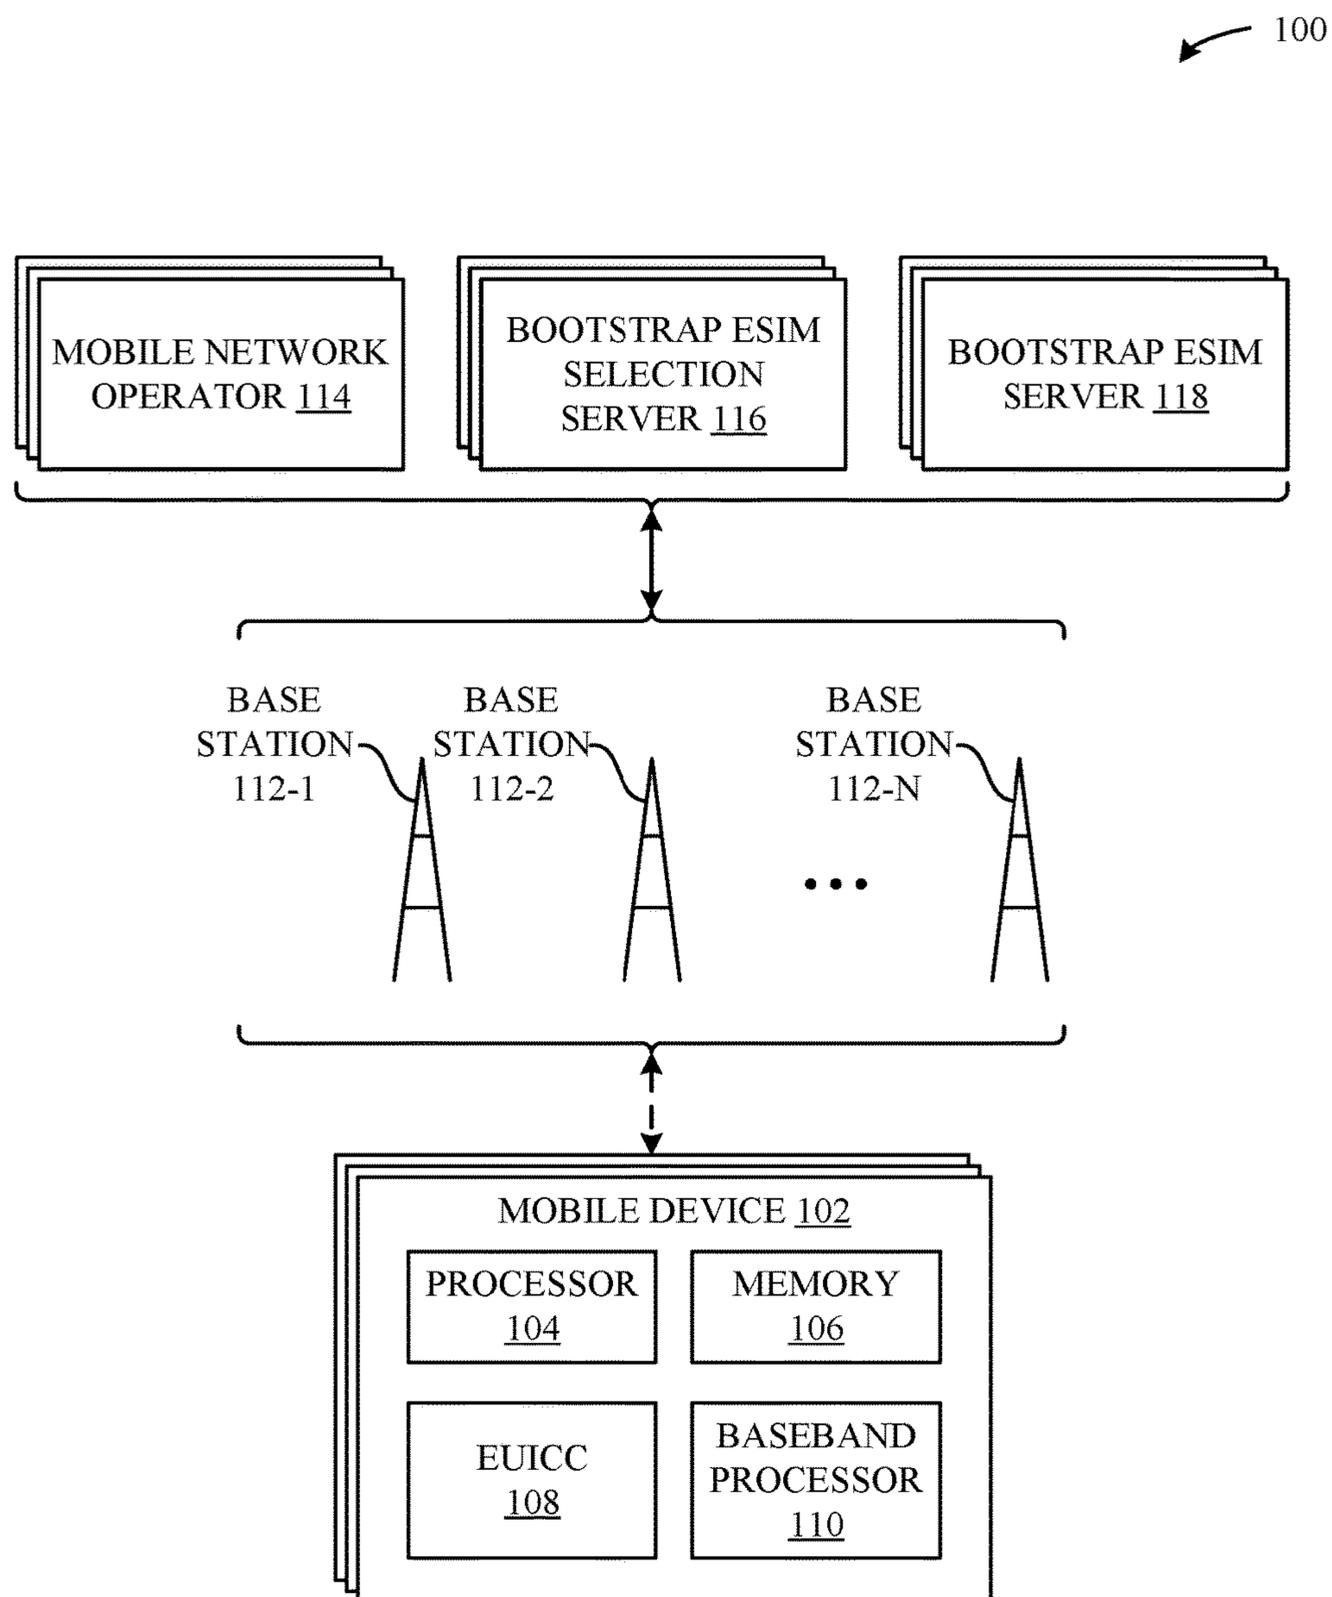 100
MOBILE NETWORK
OPERATOR 114
BOOTSTRAP ESIM
SELECTION
SERVER 116
BOOTSTRAP ESIM
SERVER 118
BASE
STATION
112-1
BASE
STATION
112-2
BASE
STATION
112-N
MOBILE DEVICE 102
PROCESSOR
104
MEMORY
106
EUICC
108
BASEBAND
PROCESSOR
110